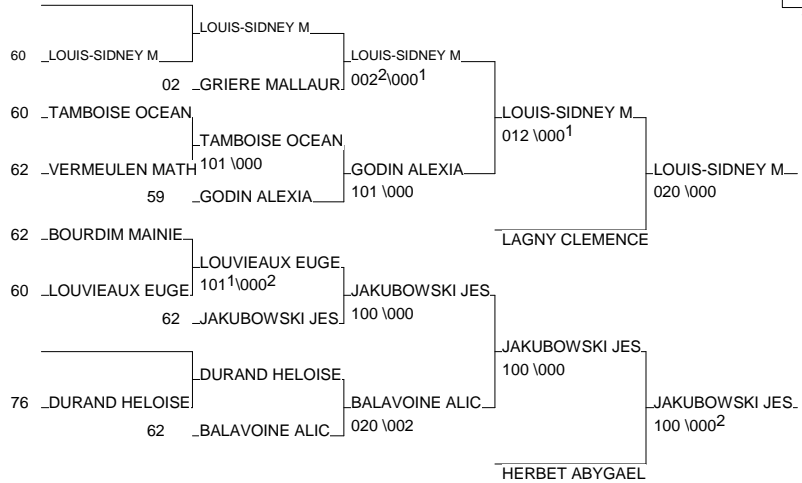 LOUIS-SIDNEY M
60 LOUIS-SIDNEY M LOUIS-SIDNEY M
02 GRIERE MALLAUR 002²\000¹
60 TAMBOISE OCEAN LOUIS-SIDNEY M
012 \000¹
TAMBOISE OCEAN
62 VERMEULEN MATH 101 \000 GODIN ALEXIA LOUIS-SIDNEY M
59 GODIN ALEXIA 101 \000 020 \000
62 BOURDIM MAINIE LAGNY CLEMENCE
LOUVIEAUX EUGE
101¹\000²
60 LOUVIEAUX EUGE JAKUBOWSKI JES
62 JAKUBOWSKI JES 100 \000
JAKUBOWSKI JES
100 \000
DURAND HELOISE
76 DURAND HELOISE BALAVOINE ALIC JAKUBOWSKI JES
62 BALAVOINE ALIC 020 \002 100 \000²
HERBET ABYGAEL